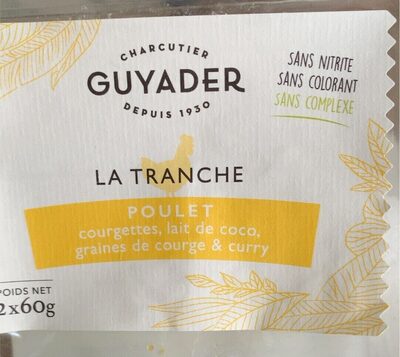 CHARCUTIER
GUYADER
DEPUIS 1930
SANS NITRITE
SANS COLORANT
SANS COMPLEXE
LA TRANCHE
POULET
courgettes, lait de coco,
graines de courge & curry
POIDS NET
2x60g